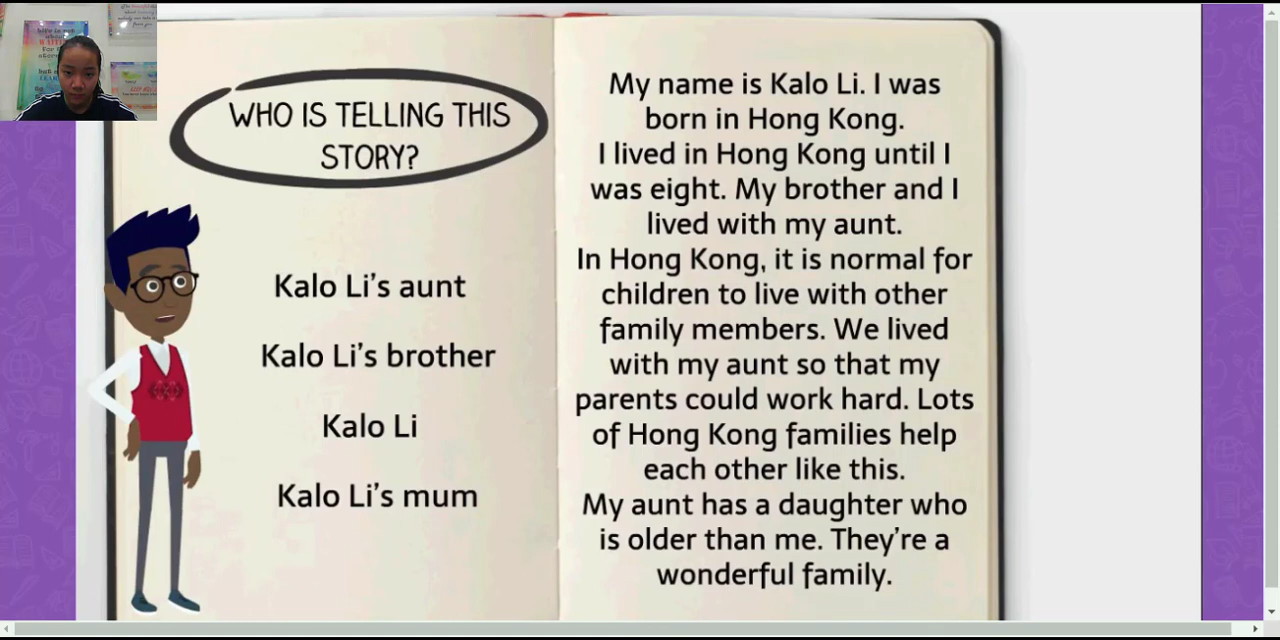 WHO IS TELLING THIS
STORY?
Kalo Li's aunt
Kalo Li's brother
Kalo Li
Kalo Li's mum
My name is Kalo Li. I was
born in Hong Kong.
I lived in Hong Kong until I
was eight. My brother and I
lived with my aunt.
In Hong Kong, it is normal for
children to live with other
family members. We lived
with my aunt so that my
parents could work hard. Lots
of Hong Kong families help
each other like this.
My aunt has a daughter who
is older than me. They're a
wonderful family.